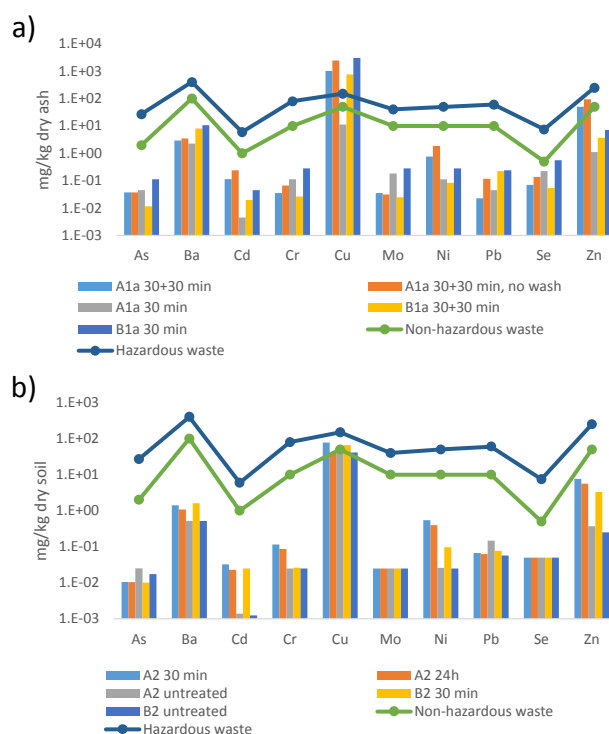 a)
mg/kg dry ash
1.E+04
1.E+03
1.E+02
1.E+01
1.E+00
1.E-01
1.E-02
1.E-03
As Ba Cd Cr Cu Mo Ni Pb Se Zn
A1a 30+30 min A1a 30+30 min, no wash
A1a 30 min B1a 30+30 min
B1a 30 min Non-hazardous waste
Hazardous waste
b)
mg/kg dry soil
1.E+03
1.E+02
1.E+01
1.E+00
1.E-01
1.E-02
1.E-03
As Ba Cd Cr Cu Mo Ni Pb Se Zn
A2 30 min A2 24h
A2 untreated B2 30 min
B2 untreated Non-hazardous waste
Hazardous waste